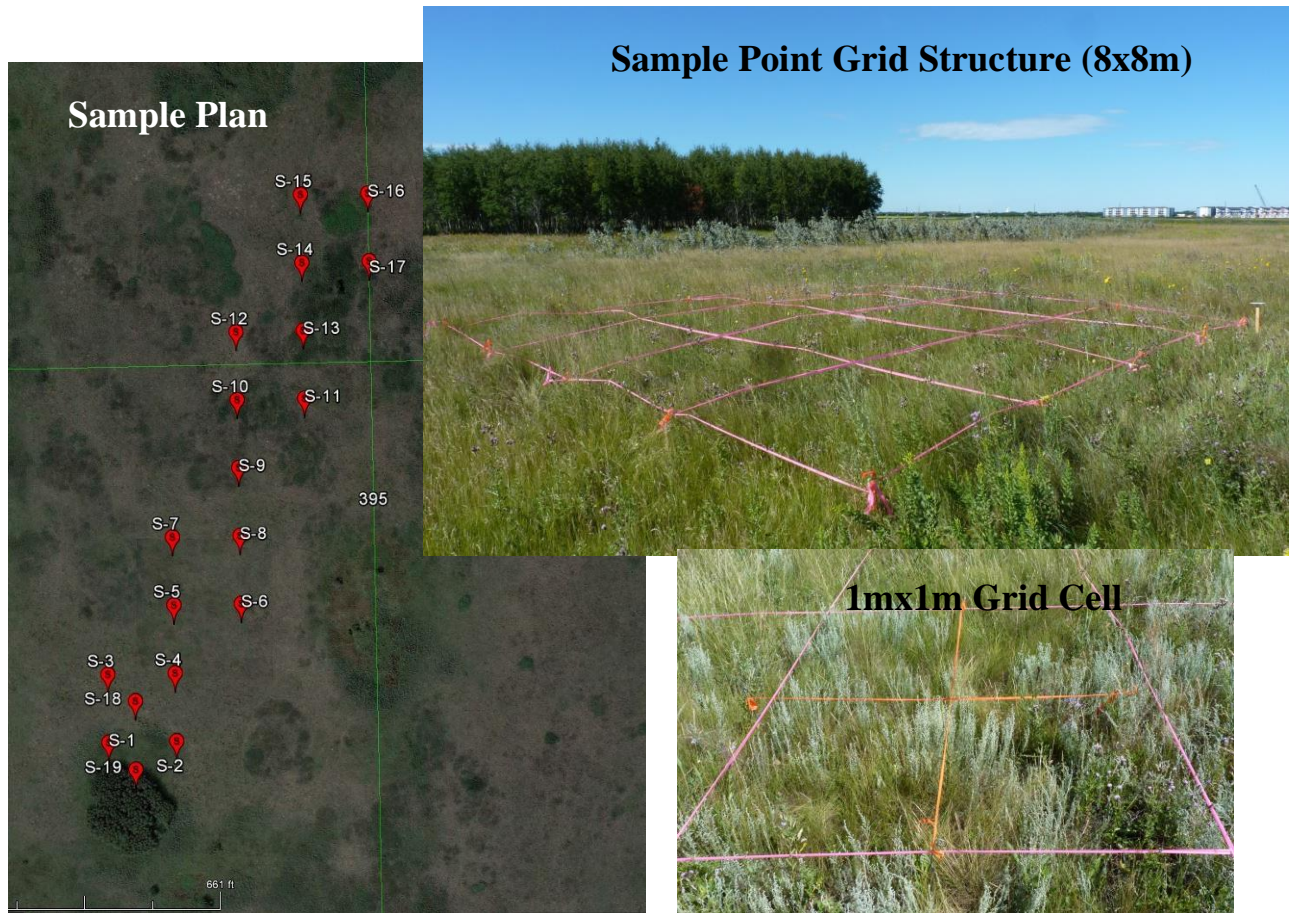 Sample Point Grid Structure (8x8m)
Sample Plan
S-15
S-16
S-14
S-17
S-12
S-13
S-10
S-11
S-9
395
S-7
S-8
S-5
S-6
S-3
S-4
S-18
S-1
S-2
S-19
661 ft
1mx1m Grid Cell